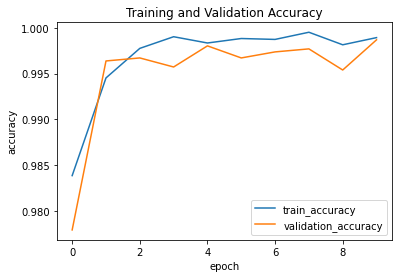 Training and Validation Accuracy
accuracy
1.000
0.995
0.990
0.985
0.980
train_accuracy
validation_accuracy
0 2 4 6 8
epoch